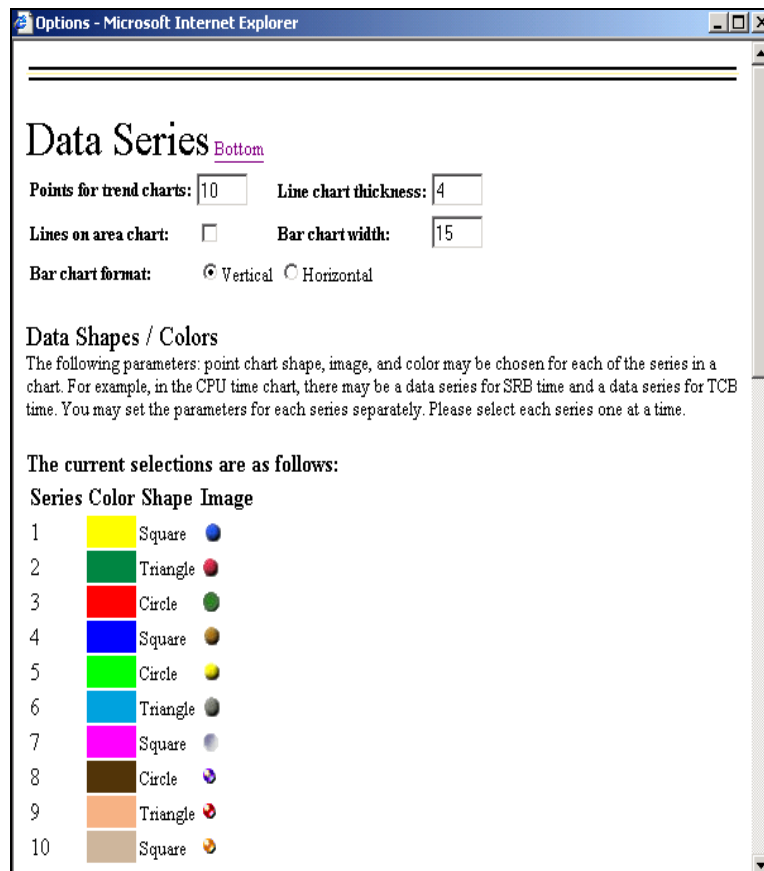 Options - Microsoft Internet Explorer
Data Series Bottom
Points for trend charts: 10 Line chart thickness: 4
Lines on area chart: Bar chart width: 15
Bar chart format: Vertical Horizontal
Data Shapes / Colors
The following parameters: point chart shape, image, and color may be chosen for each of the series in a
chart. For example, in the CPU time chart, there may be a data series for SRB time and a data series for TCB
time. You may set the parameters for each series separately. Please select each series one at a time.
The current selections are as follows:
Series Color Shape Image
1 Square
2 Triangle
3 Circle
4 Square
5 Circle
6 Triangle
7 Square
8 Circle
9 Triangle
10 Square